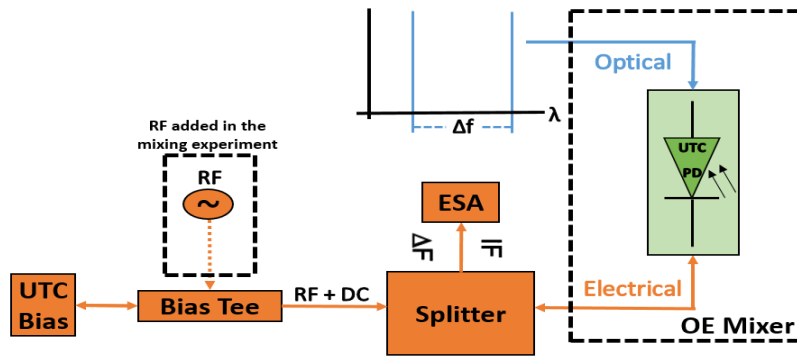 Optical
λ
Δf
RF added in the
mixing experiment
RF
~
UTC
PD
ESA
ΔF
IF
UTC
Bias
Bias Tee
RF + DC
Splitter
Electrical
OE Mixer